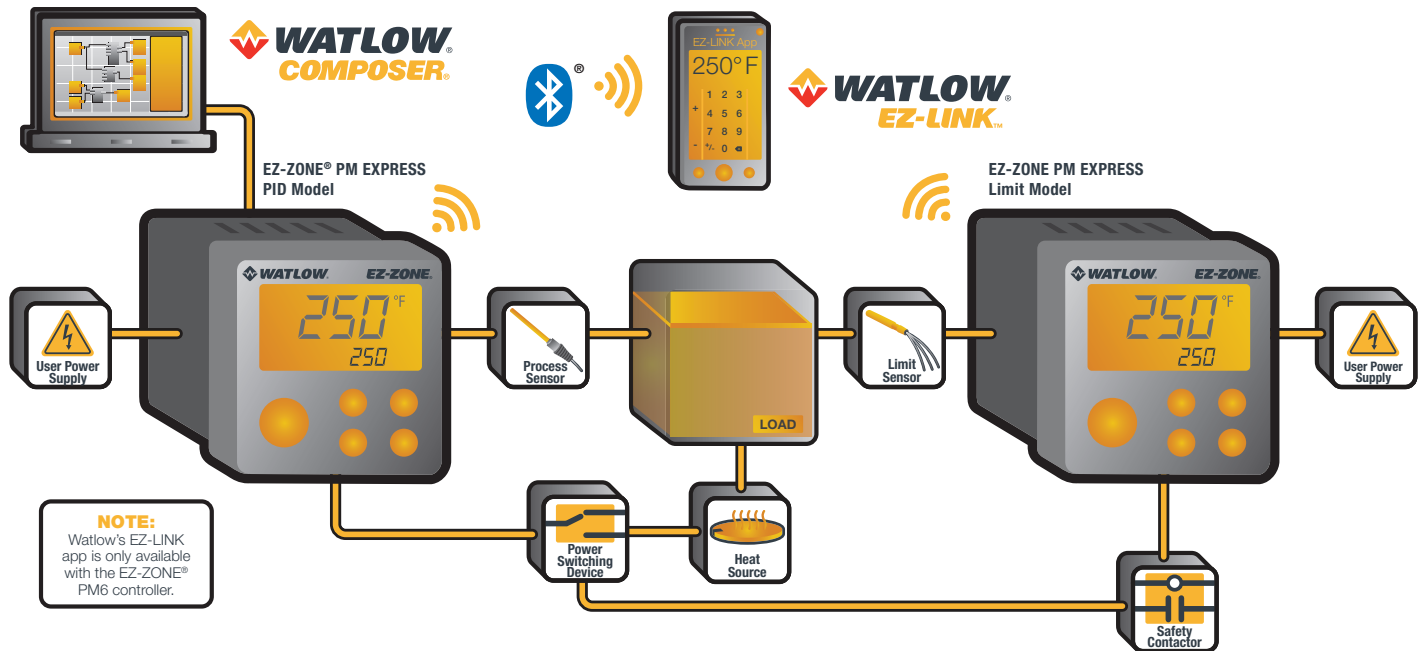 WATLOW®
COMPOSER®
®
EZ-LINK App
250°F
1 2 3
+ 4 5 6
7 8 9
- +/- 0
WATLOW®
EZ-LINK™
EZ-ZONE® PM EXPRESS
PID Model
EZ-ZONE PM EXPRESS
Limit Model
WATLOW® EZ-ZONE®
250 °F
250
User Power
Supply
Process
Sensor
LOAD
Limit
Sensor
WATLOW® EZ-ZONE®
250 °F
250
User Power
Supply
NOTE:
Watlow's EZ-LINK
app is only available
with the EZ-ZONE®
PM6 controller.
Power
Switching
Device
Heat
Source
Safety
Contactor